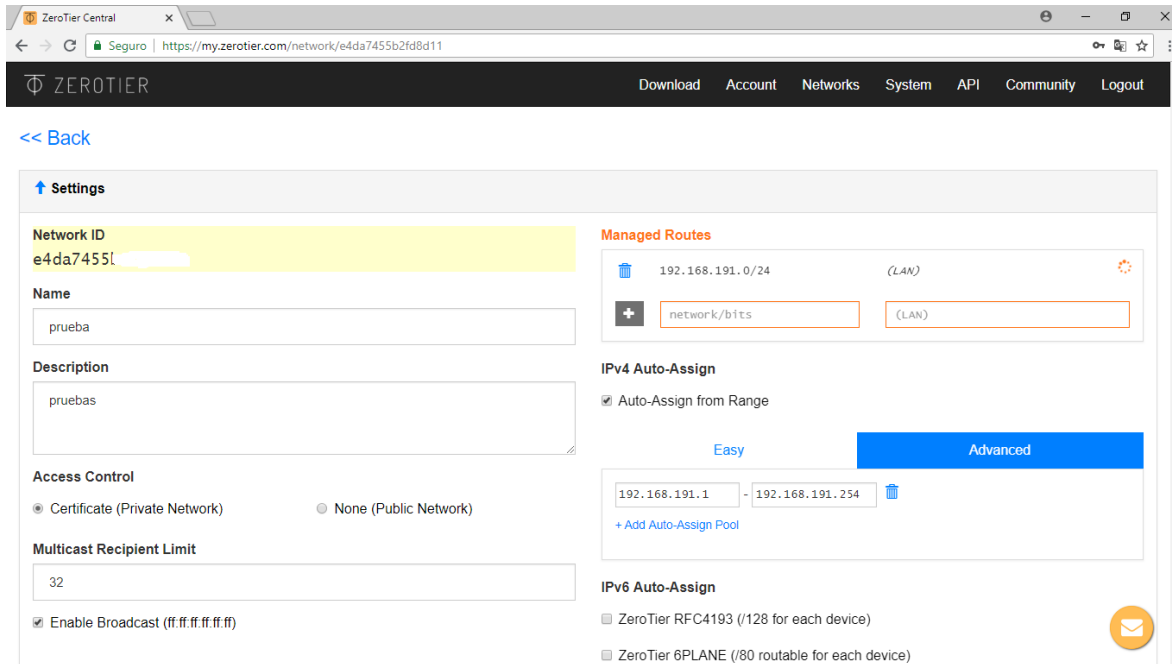 ZeroTier Central
Seguro | https://my.zerotier.com/network/e4da7455b2fd8d11
ZEROTIER Download Account Networks System API Community Logout
<< Back
Settings
Network ID
e4da7455
Name
prueba
Description
pruebas
Access Control
Certificate (Private Network) None (Public Network)
Multicast Recipient Limit
32
Enable Broadcast (ff:ff:ff:ff:ff:ff)
Managed Routes
192.168.191.0/24 (LAN)
network/bits (LAN)
IPv4 Auto-Assign
Auto-Assign from Range
Easy Advanced
192.168.191.1 - 192.168.191.254
+ Add Auto-Assign Pool
IPv6 Auto-Assign
ZeroTier RFC4193 (/128 for each device)
ZeroTier 6PLANE (/80 routable for each device)